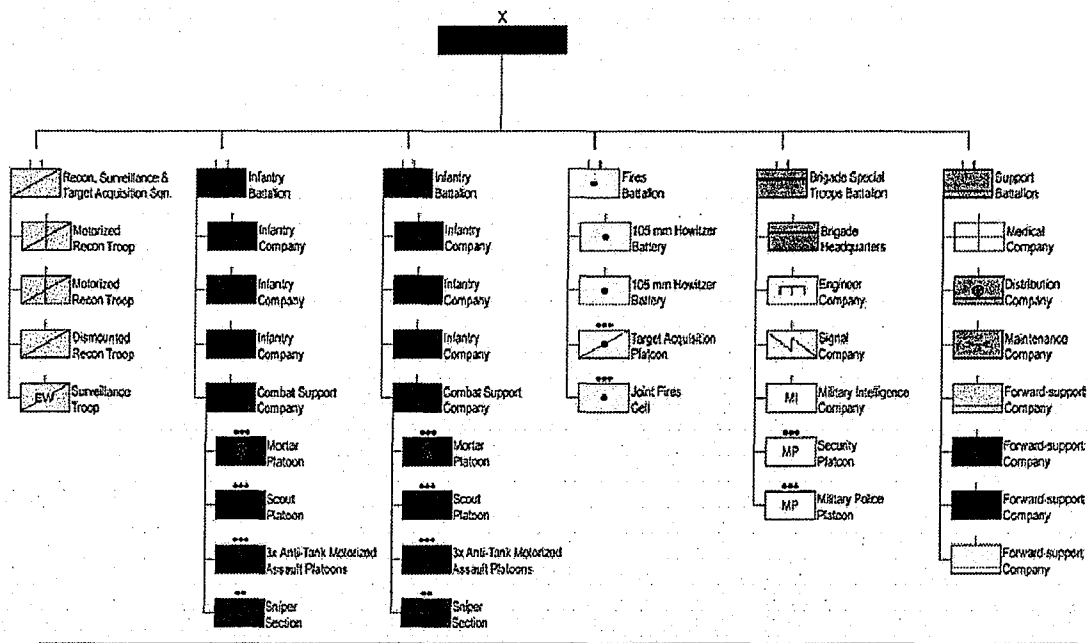 X
Recon, Surveillance &
Target Acquisition Sqn.
Motorized
Recon Troop
Motorized
Recon Troop
Dismounted
Recon Troop
EW
Surveillance
Troop
Infantry
Battalion
Infantry
Company
Infantry
Company
Infantry
Company
Combat Support
Company
Mortar
Platoon
Scout
Platoon
3x Anti-Tank Motorized
Assault Platoons
Sniper
Section
Infantry
Battalion
Infantry
Company
Infantry
Company
Infantry
Company
Combat Support
Company
Mortar
Platoon
Scout
Platoon
3x Anti-Tank Motorized
Assault Platoons
Sniper
Section
Fires
Battalion
105 mm Howitzer
Battery
105 mm Howitzer
Battery
Target Acquisition
Platoon
Joint Fires
Cell
Brigade Special
Troops Battalion
Brigade
Headquarters
Engineer
Company
Signal
Company
MI
Military Intelligence
Company
MP
Security
Platoon
MP
Military Police
Platoon
Support
Battalion
Medical
Company
Distribution
Company
Maintenance
Company
Forward-support
Company
Forward-support
Company
Forward-support
Company
Forward-support
Company